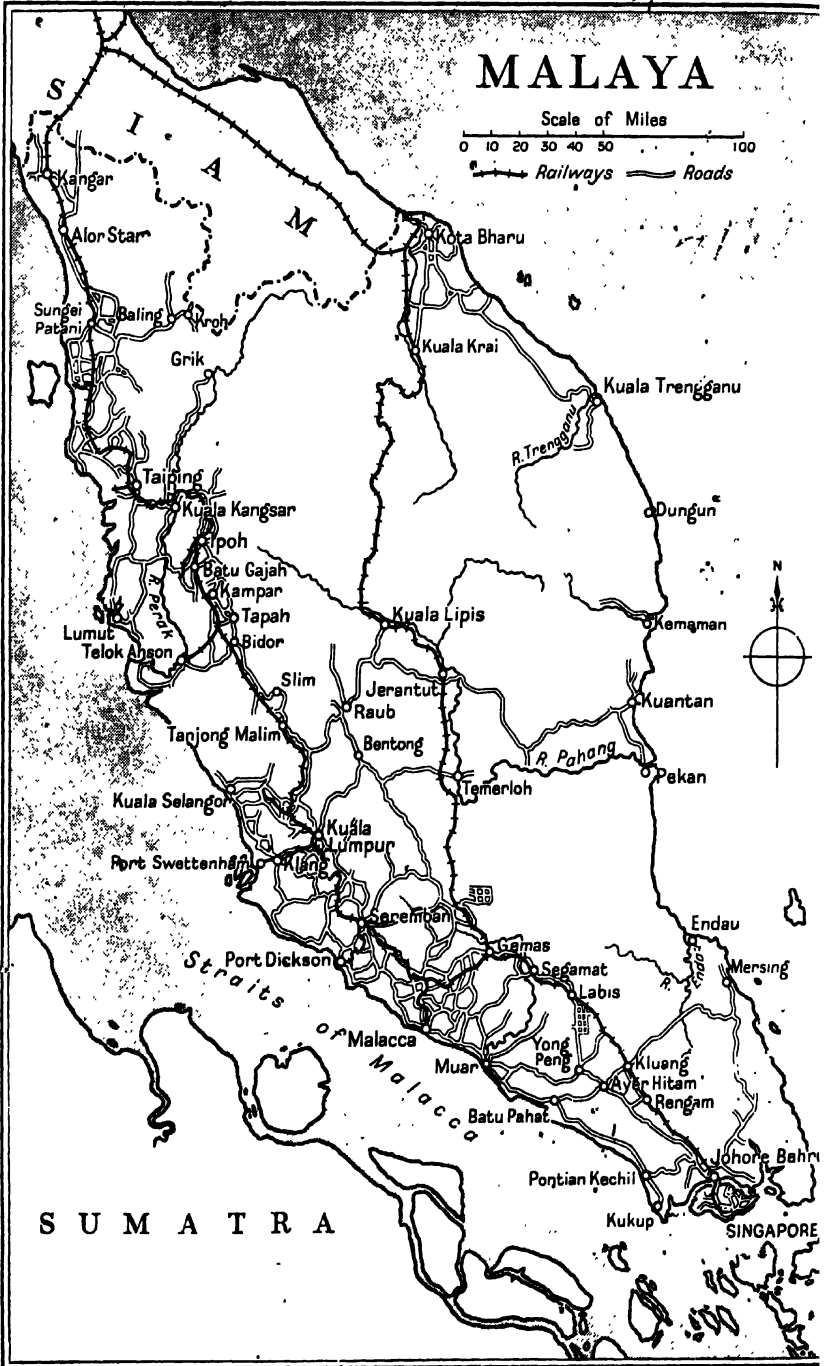 MALAYA
Scale of Miles
0 10 20 30 40 50 100
Railways Roads
SIAM
Kangar
Alor Star
Kota Bharu
Sungei
Patani
Baling
Kroh
Grik
Kuala Krai
Kuala Trengganu
R. Trengganu
Taiping
Kuala Kangsar
Dungun
Ipoh
Batu Gajah
Kampar
R. Perak
N
Lumut
Tapah
Kuala Lipis
Kemaman
Telok Anson
Bidor
Slim
Jerantut
Raub
Kuantan
Tanjong Malim
Bentong
R. Pahang
Pekan
Temerloh
Kuala Selangor
Kuala
Lumpur
Port Swettenham
Klang
Seremban
Endau
Gemas
Port Dickson
Segamat
R. Endau
Mersing
Labis
Straits of Malacca
Malacca
Yong
Peng
Muar
Kluang
Ayer Hitam
Rengam
Batu Pahat
Johore Bahru
Pontian Kechil
Kukup
SINGAPORE
SUMATRA